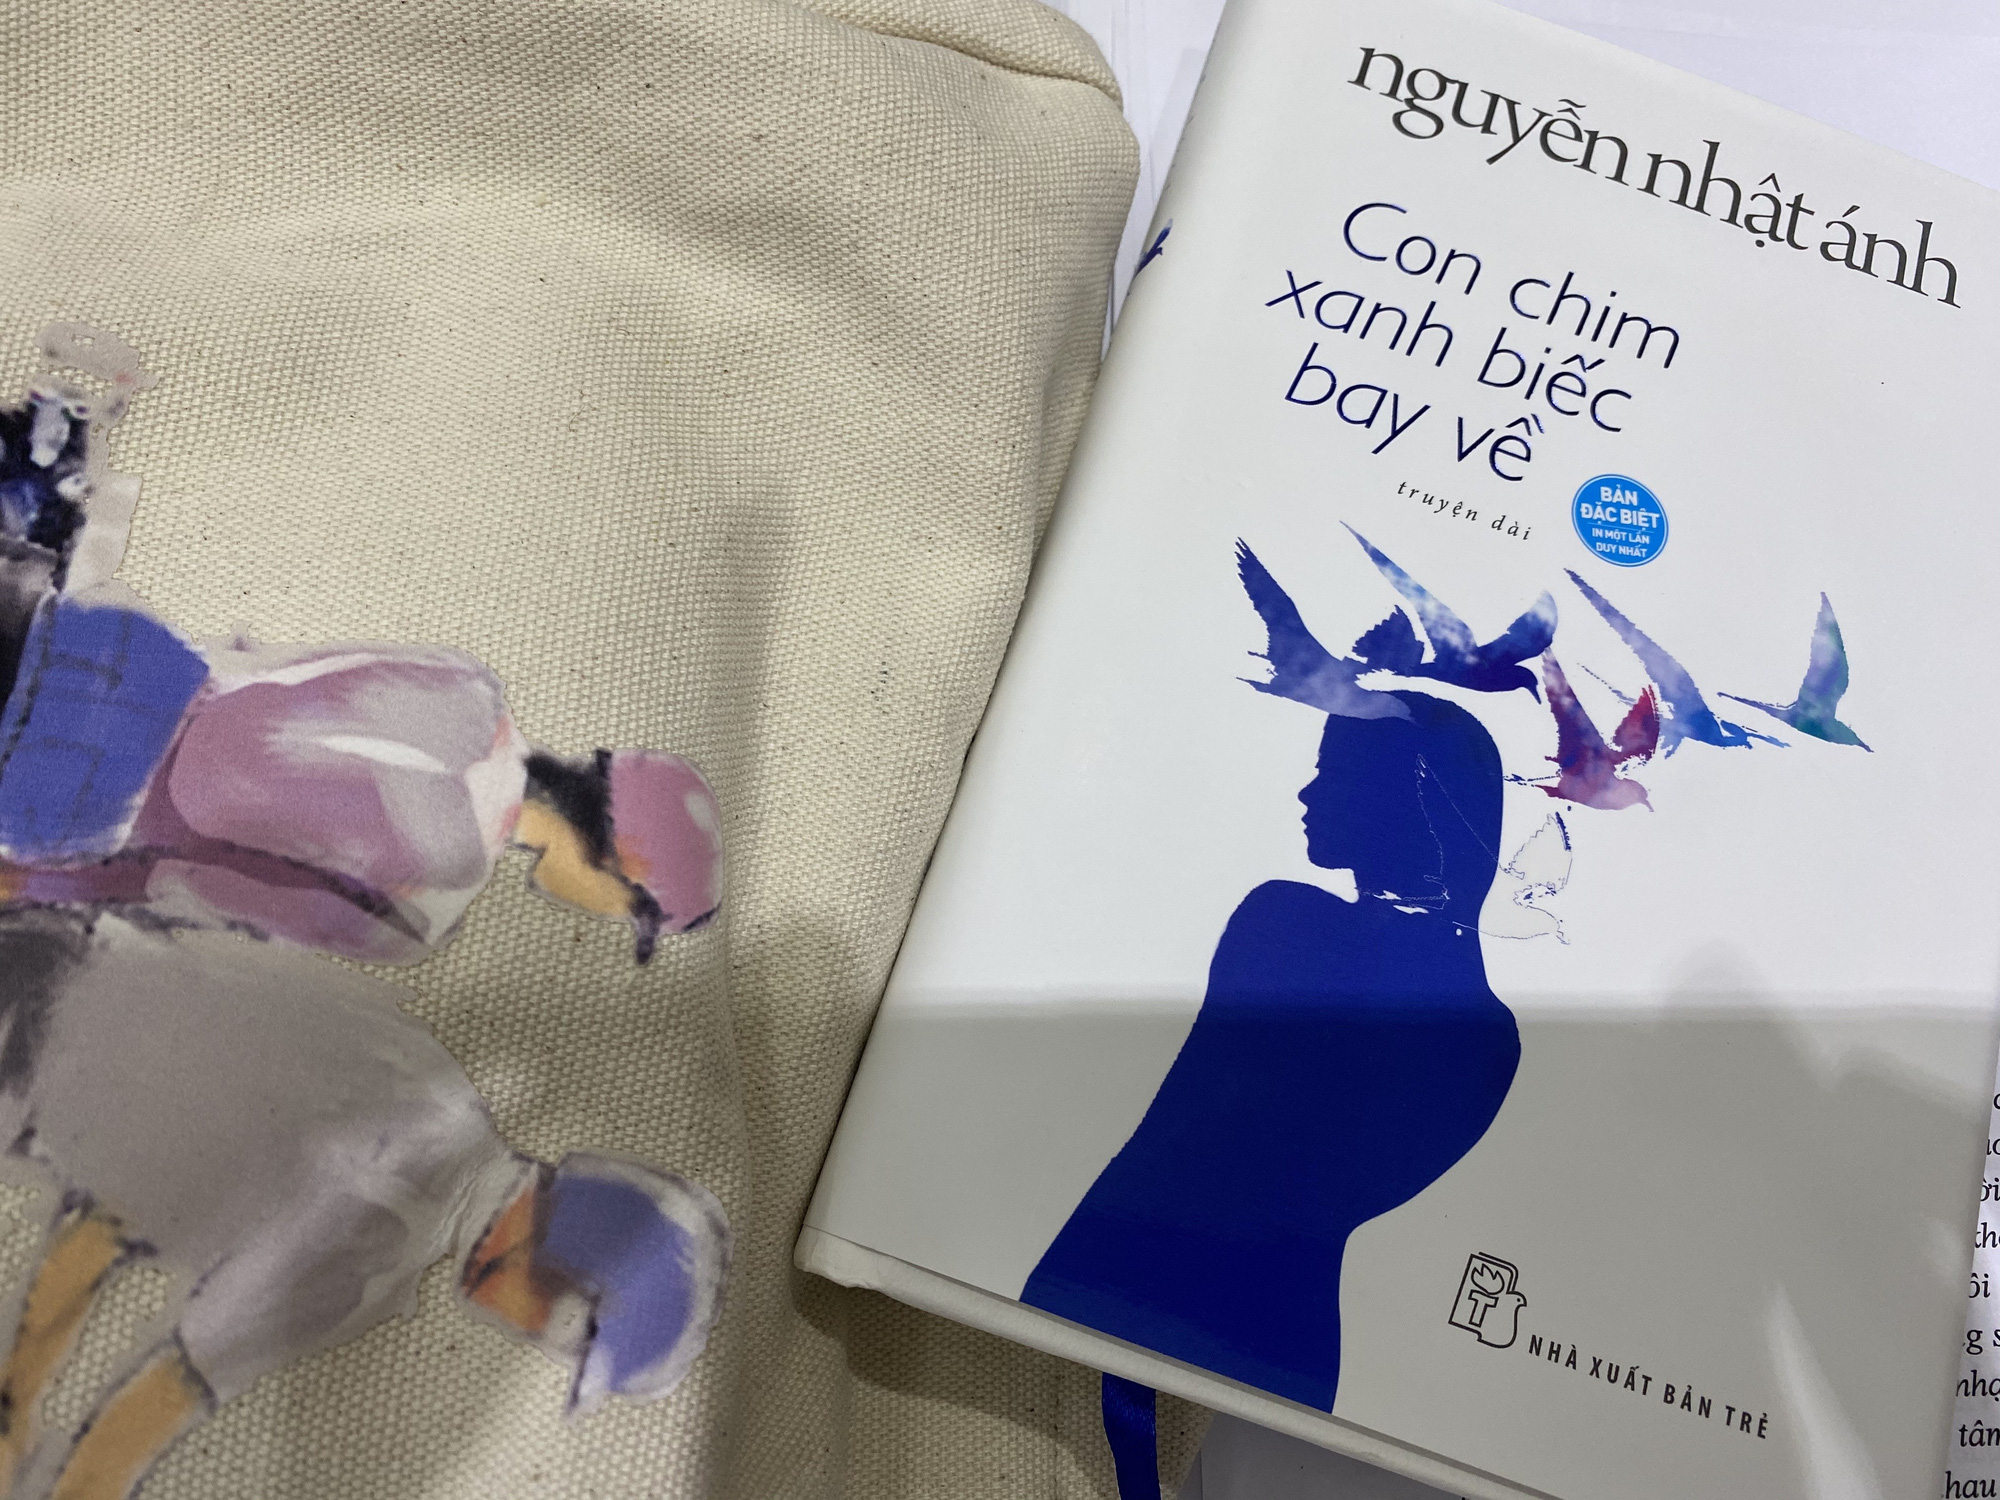 nguyễn nhật ánh
Con chim
xanh biếc
bay về
truyện dài
BẢN
ĐẶC BIỆT
IN MỘT LẦN
DUY NHẤT
NHÀ XUẤT BẢN TRẺ